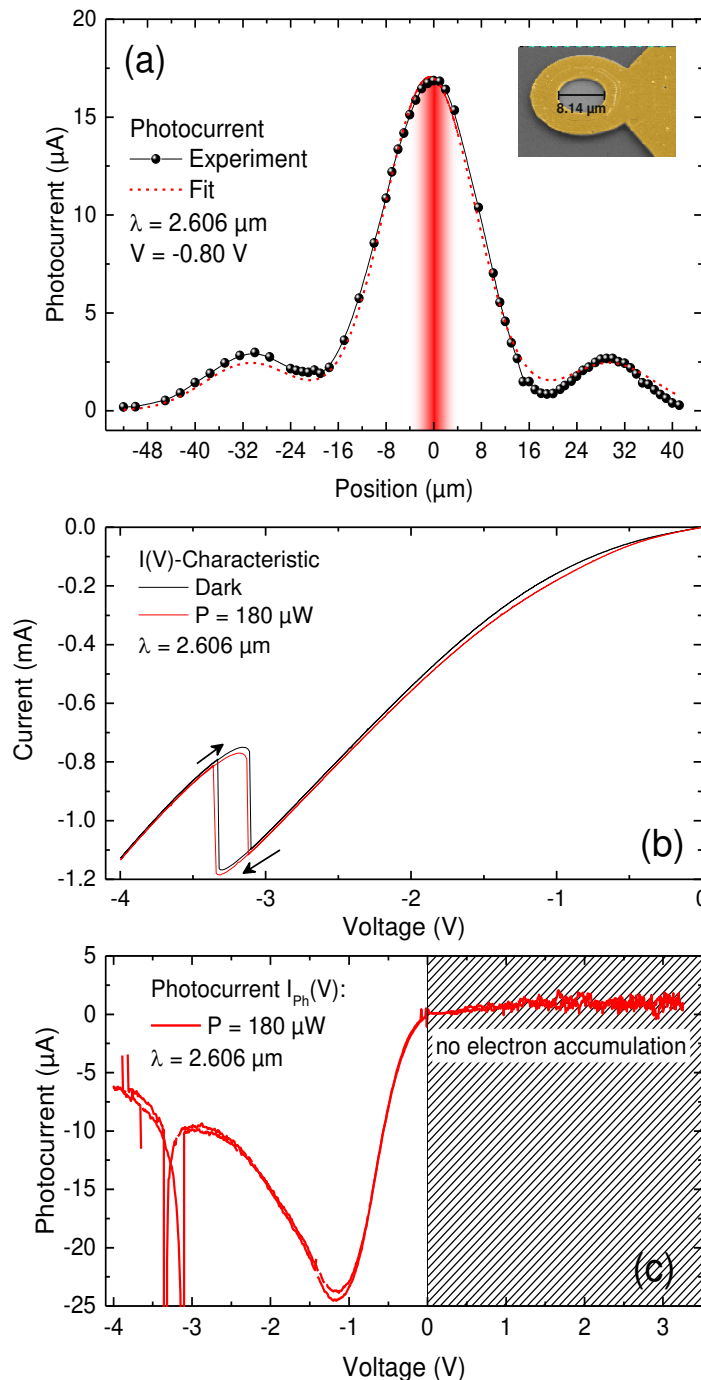 (a)
Photocurrent
Experiment
Fit
λ = 2.606 µm
V = -0.80 V
8.14 µm
20
15
10
5
0
Photocurrent (µA)
-48 -40 -32 -24 -16 -8 0 8 16 24 32 40
Position (µm)
I(V)-Characteristic
Dark
P = 180 µW
λ = 2.606 µm
(b)
0.0
-0.2
-0.4
-0.6
-0.8
-1.0
-1.2
Current (mA)
-4 -3 -2 -1 0
Voltage (V)
Photocurrent I_Ph(V):
P = 180 µW
λ = 2.606 µm
no electron accumulation
(c)
5
0
-5
-10
-15
-20
-25
Photocurrent (µA)
-4 -3 -2 -1 0 1 2 3
Voltage (V)